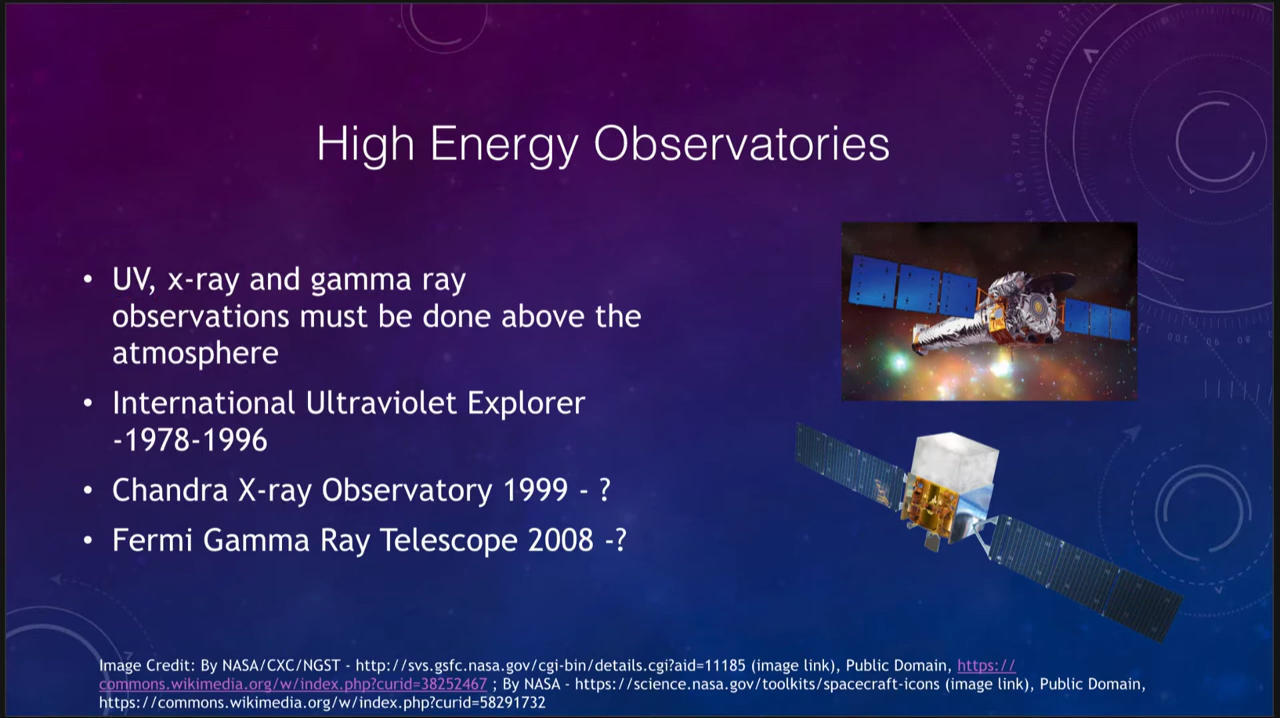 High Energy Observatories
• UV, x-ray and gamma ray
observations must be done above the
atmosphere
• International Ultraviolet Explorer
-1978-1996
• Chandra X-ray Observatory 1999 - ?
• Fermi Gamma Ray Telescope 2008 -?
Image Credit: By NASA/CXC/NGST - http://svs.gsfc.nasa.gov/cgi-bin/details.cgi?aid=11185 (image link), Public Domain, https://
commons.wikimedia.org/w/index.php?curid=38252467 ; By NASA - https://science.nasa.gov/toolkits/spacecraft-icons (image link), Public Domain,
https://commons.wikimedia.org/w/index.php?curid=58291732